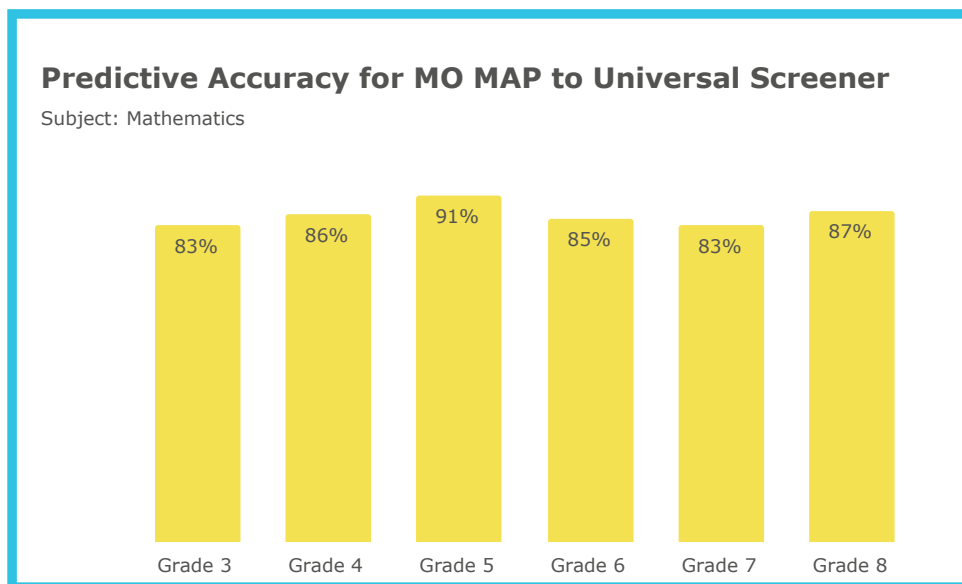 Predictive Accuracy for MO MAP to Universal Screener
Subject: Mathematics
83%
86%
91%
85%
83%
87%
Grade 3
Grade 4
Grade 5
Grade 6
Grade 7
Grade 8